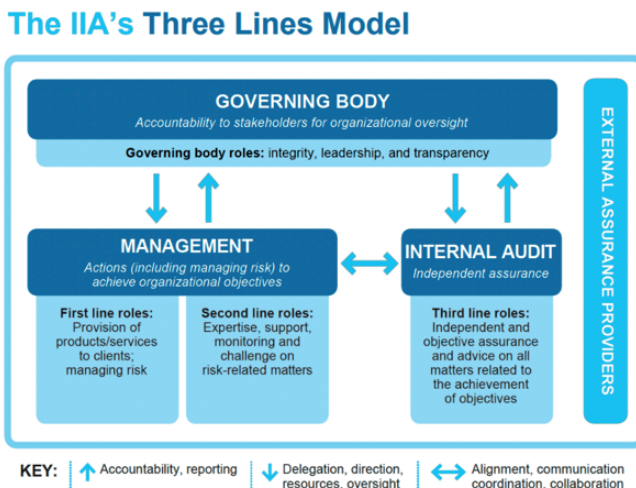 The IIA's Three Lines Model
GOVERNING BODY
Accountability to stakeholders for organizational oversight
Governing body roles: integrity, leadership, and transparency
MANAGEMENT
Actions (including managing risk) to
achieve organizational objectives
First line roles:
Provision of
products/services
to clients;
managing risk
Second line roles:
Expertise, support,
monitoring and
challenge on
risk-related matters
INTERNAL AUDIT
Independent assurance
Third line roles:
Independent and
objective assurance
and advice on all
matters related to
the achievement
of objectives
EXTERNAL ASSURANCE PROVIDERS
KEY:
Accountability, reporting
Delegation, direction,
resources, oversight
Alignment, communication
coordination, collaboration